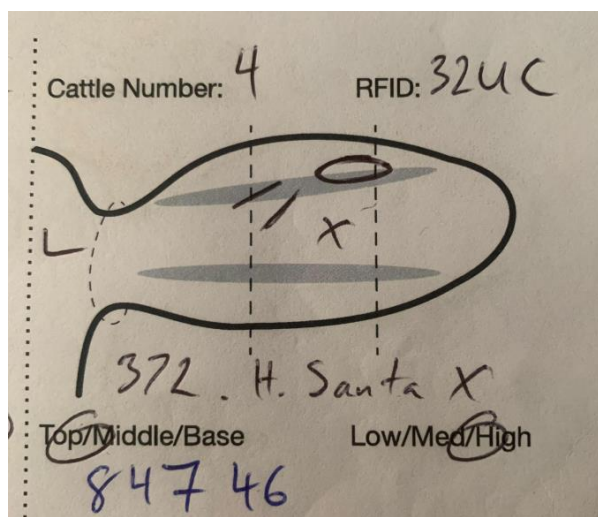 Cattle Number: 4 RFID: 32UC
L
X
372. H. Santa X
Top/Middle/Base Low/Med/High
84746